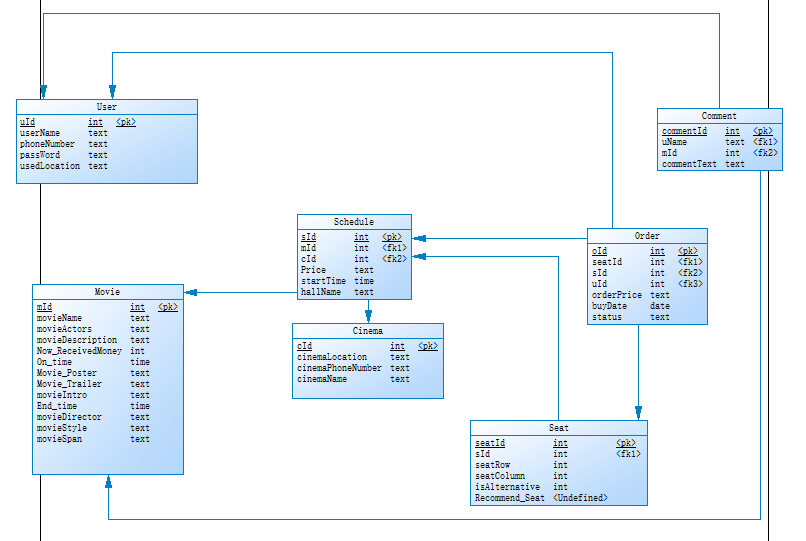 User
uId int <pk>
userName text
phoneNumber text
passWord text
usedLocation text
Comment
commentId int <pk>
uName text <fk1>
mId int <fk2>
commentText text
Schedule
sId int <pk>
mId int <fk1>
cId int <fk2>
Price text
startTime time
hallName text
Order
oId int <pk>
seatId int <fk1>
sId int <fk2>
uId int <fk3>
orderPrice text
buyDate date
status text
Movie
mId int <pk>
movieName text
movieActors text
movieDescription text
Now_ReceivedMoney int
On_time time
Movie_Poster text
Movie_Trailer text
movieIntro text
End_time time
movieDirector text
movieStyle text
movieSpan text
Cinema
cId int <pk>
cinemaLocation text
cinemaPhoneNumber text
cinemaName text
Seat
seatId int <pk>
sId int <fk1>
seatRow int
seatColumn int
isAlternative int
Recommend_Seat <Undefined>